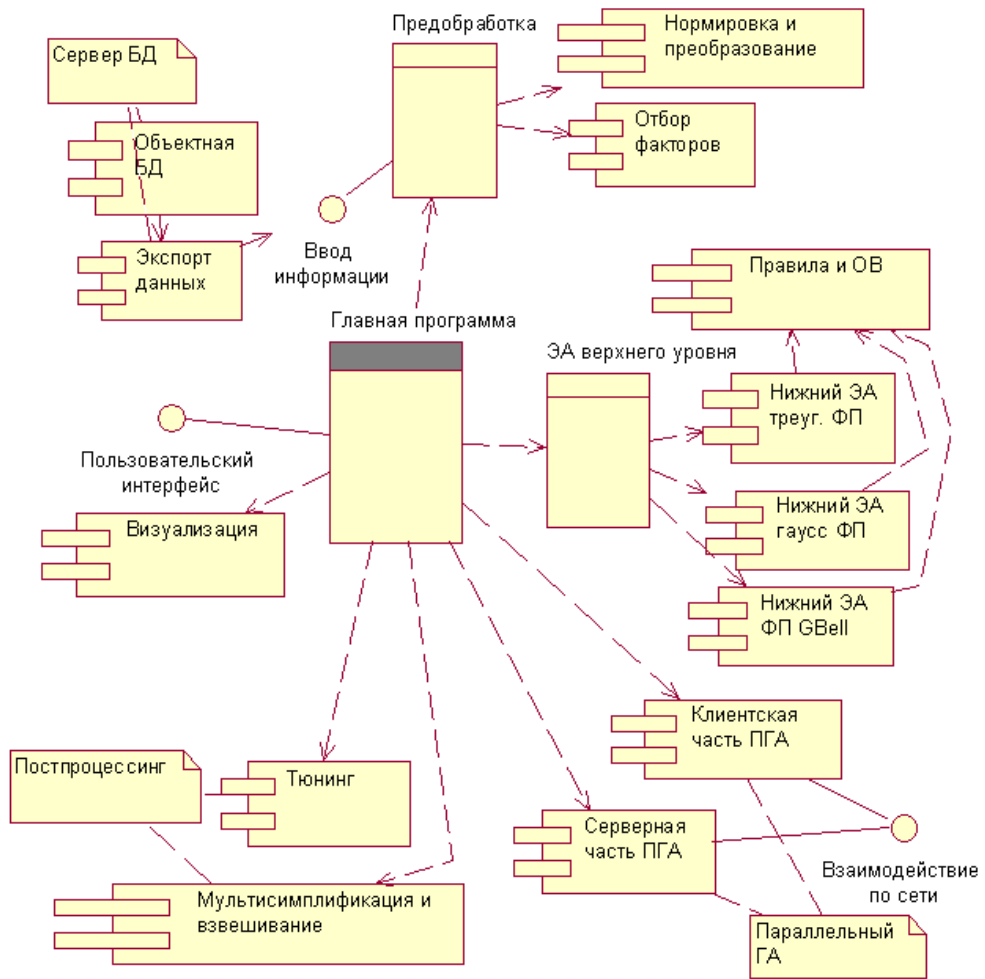 Предобработка
Нормировка и
преобразование
Сервер БД
Отбор
факторов
Объектная
БД
Ввод
информации
Экспорт
данных
Правила и ОВ
Главная программа
ЭА верхнего уровня
Нижний ЭА
треуг. ФП
Пользовательский
интерфейс
Визуализация
Нижний ЭА
гаусс ФП
Нижний ЭА
ФП GBell
Клиентская
часть ПГА
Постпроцессинг
Тюнинг
Серверная
часть ПГА
Взаимодействие
по сети
Мультисимплификация и
взвешивание
Параллельный
ГА